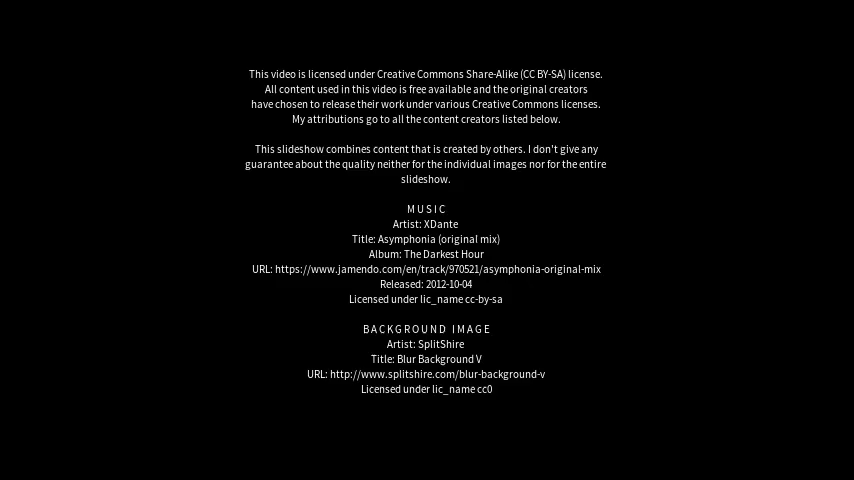 This video is licensed under Creative Commons Share-Alike (CC BY-SA) license.
All content used in this video is free available and the original creators
have chosen to release their work under various Creative Commons licenses.
My attributions go to all the content creators listed below.
This slideshow combines content that is created by others. I don't give any
guarantee about the quality neither for the individual images nor for the entire
slideshow.
MUSIC
Artist: XDante
Title: Asymphonia (original mix)
Album: The Darkest Hour
URL: https://www.jamendo.com/en/track/970521/asymphonia-original-mix
Released: 2012-10-04
Licensed under lic_name cc-by-sa
BACKGROUND IMAGE
Artist: SplitShire
Title: Blur Background V
URL: http://www.splitshire.com/blur-background-v
Licensed under lic_name cc0